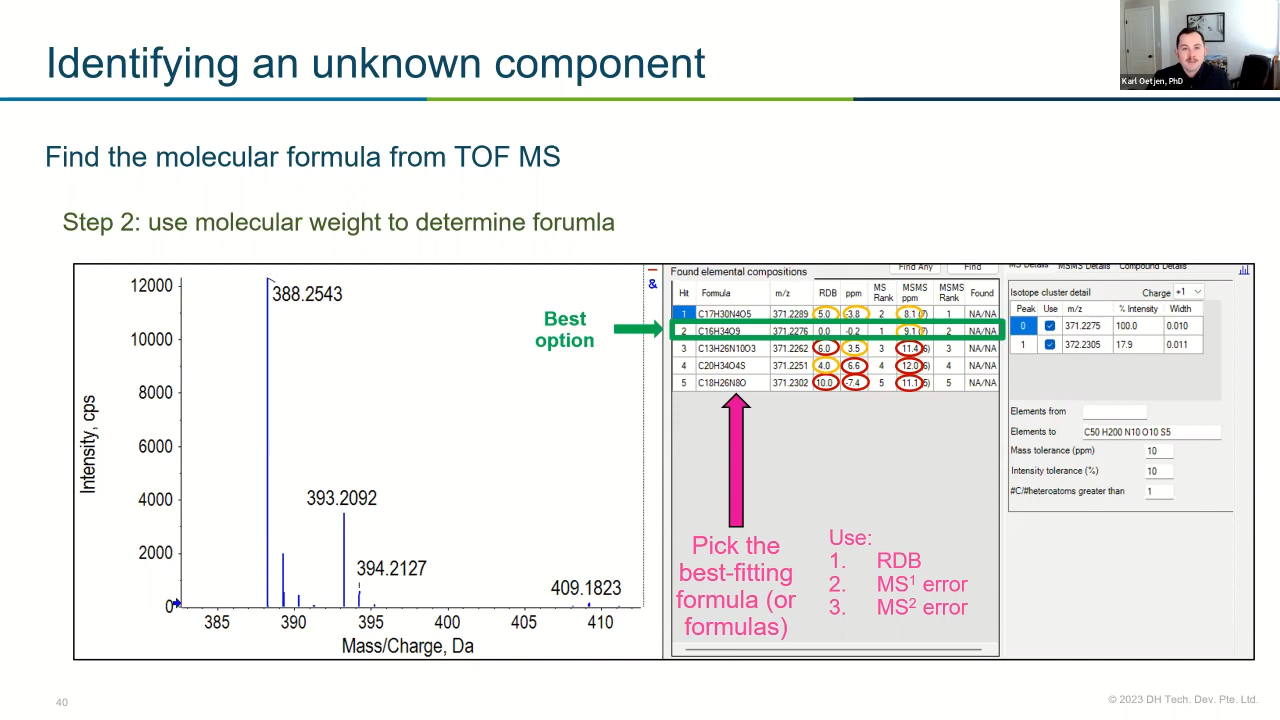 Identifying an unknown component
Karl Oetjen, PhD
Find the molecular formula from TOF MS
Step 2: use molecular weight to determine forumla
12000
10000
8000
6000
4000
2000
0
Intensity, cps
388.2543
393.2092
394.2127
409.1823
385 390 395 400 405 410
Mass/Charge, Da
&
Best
option
Found elemental compositions
Find Any Find
Hit Formula m/z RDB ppm MS Rank MSMS ppm MSMS Rank Found
1 C17H30N4O5 371.2289 5.0 -3.8 2 8.1 (7) 1 NA/NA
2 C16H34O9 371.2276 0.0 -0.2 1 9.1 (7) 2 NA/NA
3 C13H26N10O3 371.2262 6.0 3.5 3 11.4 (6) 3 NA/NA
4 C20H34O4S 371.2251 4.0 6.6 4 12.0 (6) 4 NA/NA
5 C18H26N8O 371.2302 10.0 -7.4 5 11.1 (6) 5 NA/NA
Pick the
best-fitting
formula (or
formulas)
Use:
1. RDB
2. MS¹ error
3. MS² error
MS Details MSMS Details Compound Details
Isotope cluster detail Charge +1
Peak Use m/z % Intensity Width
0 371.2275 100.0 0.010
1 372.2305 17.9 0.011
Elements from
Elements to C50 H200 N10 O10 S5
Mass tolerance (ppm) 10
Intensity tolerance (%) 10
#C/#heteroatoms greater than 1
40
© 2023 DH Tech. Dev. Pte. Ltd.